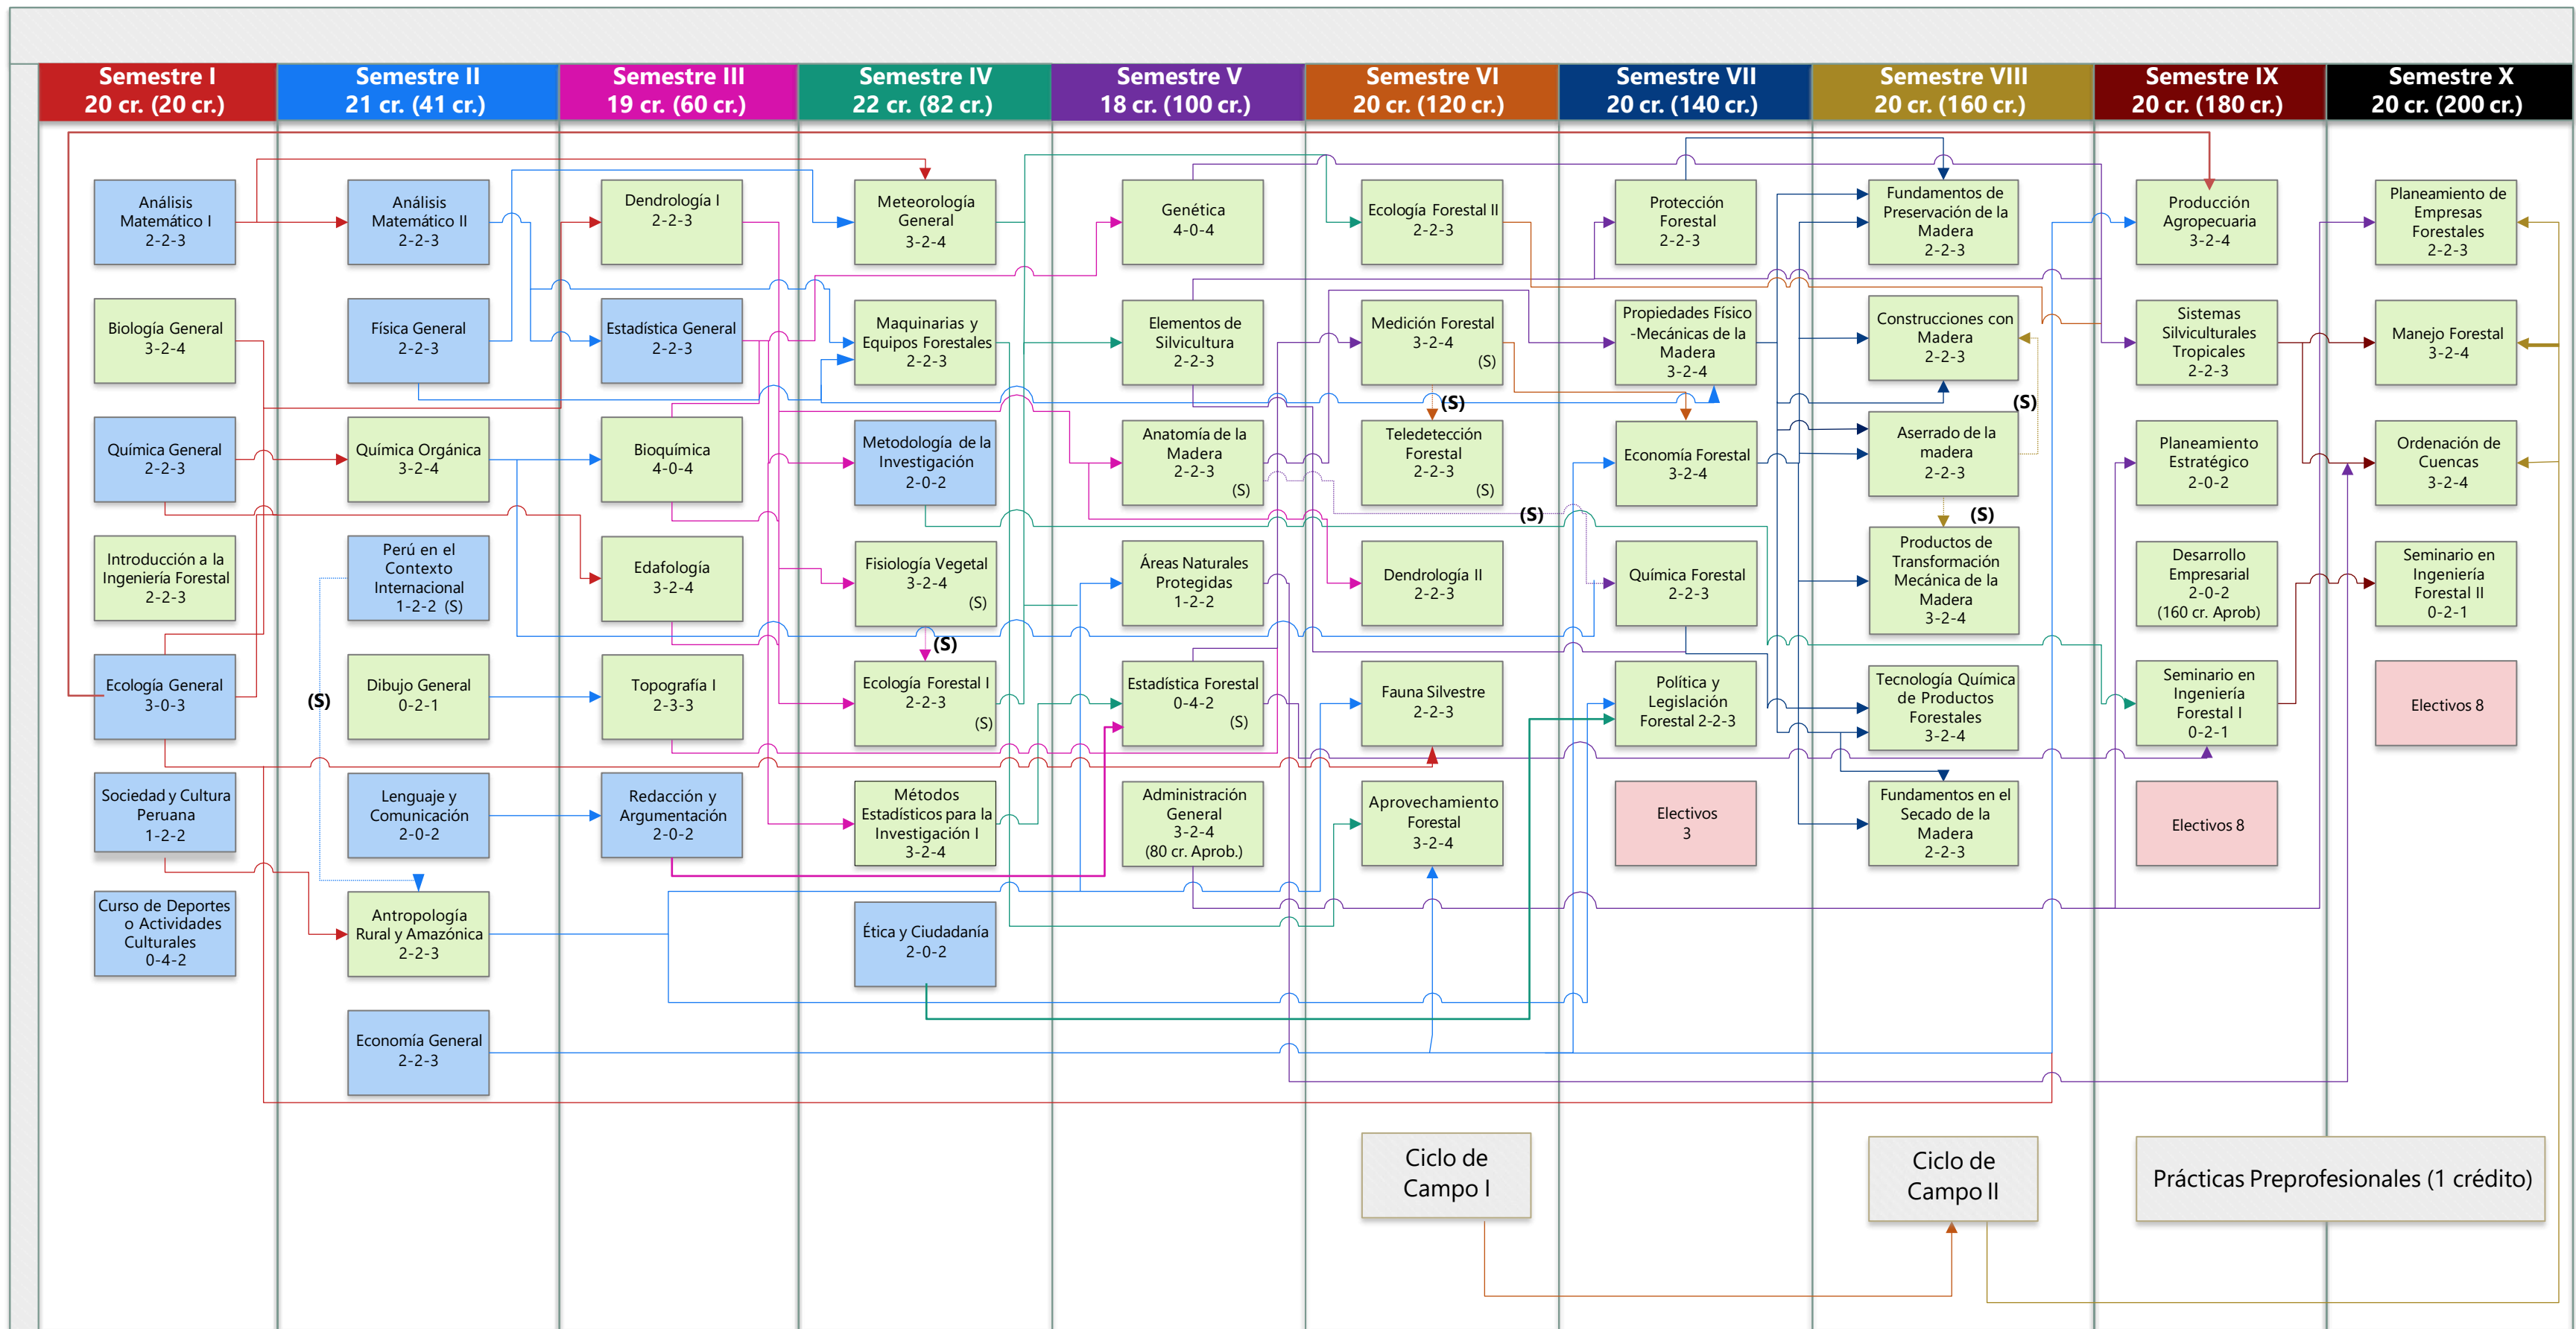 Semestre I
20 cr. (20 cr.)
Semestre II
21 cr. (41 cr.)
Semestre III
19 cr. (60 cr.)
Semestre IV
22 cr. (82 cr.)
Semestre V
18 cr. (100 cr.)
Semestre VI
20 cr. (120 cr.)
Semestre VII
20 cr. (140 cr.)
Semestre VIII
20 cr. (160 cr.)
Semestre IX
20 cr. (180 cr.)
Semestre X
20 cr. (200 cr.)
Análisis
Matemático I
2-2-3
Biología General
3-2-4
Química General
2-2-3
Introducción a la
Ingeniería Forestal
2-2-3
Ecología General
3-0-3
Sociedad y Cultura
Peruana
1-2-2
Curso de Deportes
o Actividades
Culturales
0-4-2
Análisis
Matemático II
2-2-3
Física General
2-2-3
Química Orgánica
3-2-4
Perú en el
Contexto
Internacional
1-2-2 (S)
(S)
Dibujo General
0-2-1
Lenguaje y
Comunicación
2-0-2
Antropología
Rural y Amazónica
2-2-3
Economía General
2-2-3
Dendrología I
2-2-3
Estadística General
2-2-3
Bioquímica
4-0-4
Edafología
3-2-4
Topografía I
2-3-3
Redacción y
Argumentación
2-0-2
Meteorología
General
3-2-4
Maquinarias y
Equipos Forestales
2-2-3
Metodología de la
Investigación
2-0-2
Fisiología Vegetal
3-2-4
(S)
(S)
Ecología Forestal I
2-2-3
(S)
Métodos
Estadísticos para la
Investigación I
3-2-4
Ética y Ciudadanía
2-0-2
Genética
4-0-4
Elementos de
Silvicultura
2-2-3
Anatomía de la
Madera
2-2-3
(S)
Áreas Naturales
Protegidas
1-2-2
Estadística Forestal
0-4-2
(S)
Administración
General
3-2-4
(80 cr. Aprob.)
Ecología Forestal II
2-2-3
Medición Forestal
3-2-4
(S)
(S)
Teledetección
Forestal
2-2-3
(S)
(S)
Dendrología II
2-2-3
Fauna Silvestre
2-2-3
Aprovechamiento
Forestal
3-2-4
Ciclo de
Campo I
Protección
Forestal
2-2-3
Propiedades Físico
-Mecánicas de la
Madera
3-2-4
Economía Forestal
3-2-4
Química Forestal
2-2-3
Política y
Legislación
Forestal 2-2-3
Electivos
3
Fundamentos de
Preservación de la
Madera
2-2-3
Construcciones con
Madera
2-2-3
(S)
Aserrado de la
madera
2-2-3
(S)
Productos de
Transformación
Mecánica de la
Madera
3-2-4
Tecnología Química
de Productos
Forestales
3-2-4
Fundamentos en el
Secado de la
Madera
2-2-3
Ciclo de
Campo II
Producción
Agropecuaria
3-2-4
Sistemas
Silviculturales
Tropicales
2-2-3
Planeamiento
Estratégico
2-0-2
Desarrollo
Empresarial
2-0-2
(160 cr. Aprob)
Seminario en
Ingeniería
Forestal I
0-2-1
Electivos 8
Planeamiento de
Empresas
Forestales
2-2-3
Manejo Forestal
3-2-4
Ordenación de
Cuencas
3-2-4
Seminario en
Ingeniería
Forestal II
0-2-1
Electivos 8
Prácticas Preprofesionales (1 crédito)